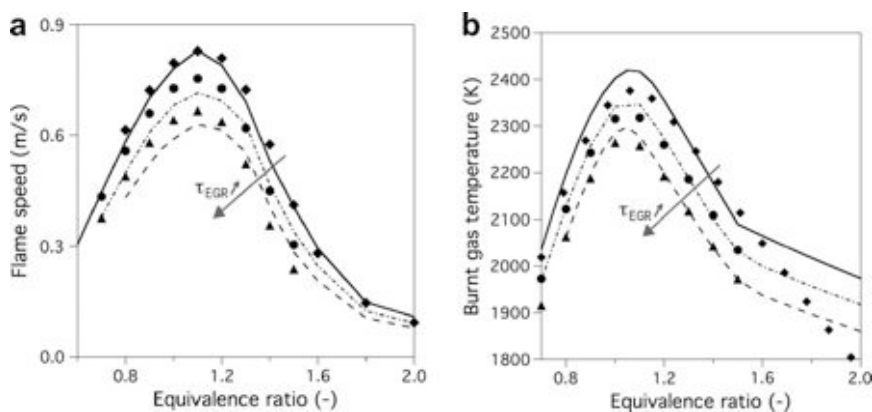 a
Flame speed (m/s)
0.9
0.6
0.3
0.0
τEGR
0.8
1.2
1.6
2.0
Equivalence ratio (-)
b
Burnt gas temperature (K)
2500
2400
2300
2200
2100
2000
1900
1800
τEGR
0.8
1.2
1.6
2.0
Equivalence ratio (-)